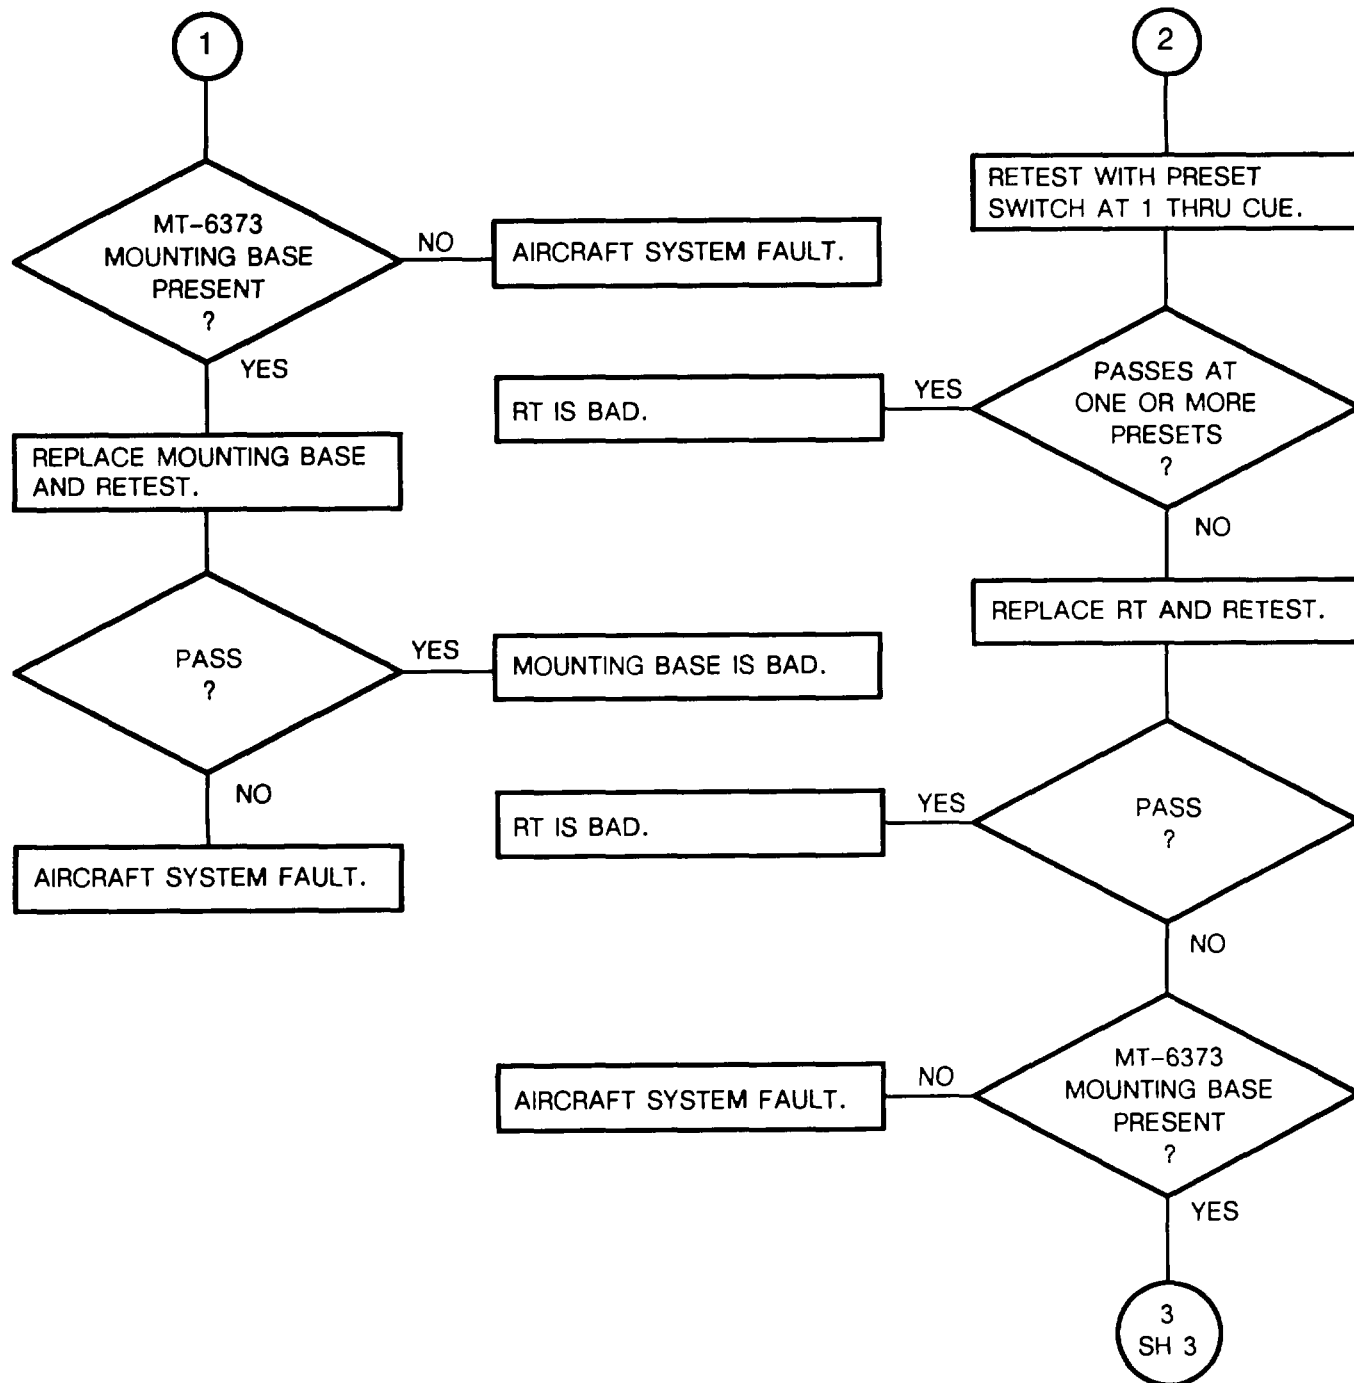 1
MT-6373
MOUNTING BASE
PRESENT
?
NO
AIRCRAFT SYSTEM FAULT.
YES
REPLACE MOUNTING BASE
AND RETEST.
PASS
?
YES
MOUNTING BASE IS BAD.
NO
AIRCRAFT SYSTEM FAULT.
2
RETEST WITH PRESET
SWITCH AT 1 THRU CUE.
PASSES AT
ONE OR MORE
PRESETS
?
YES
RT IS BAD.
NO
REPLACE RT AND RETEST.
PASS
?
YES
RT IS BAD.
NO
MT-6373
MOUNTING BASE
PRESENT
?
NO
AIRCRAFT SYSTEM FAULT.
YES
3
SH 3